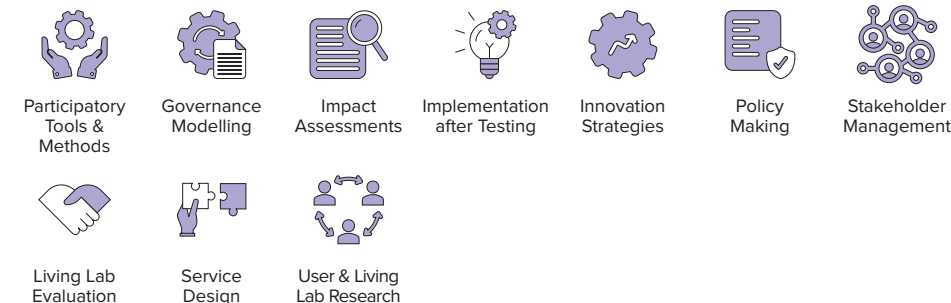 Participatory
Tools &
Methods
Governance
Modelling
Impact
Assessments
Implementation
after Testing
Innovation
Strategies
Policy
Making
Stakeholder
Management
Living Lab
Evaluation
Service
Design
User & Living
Lab Research